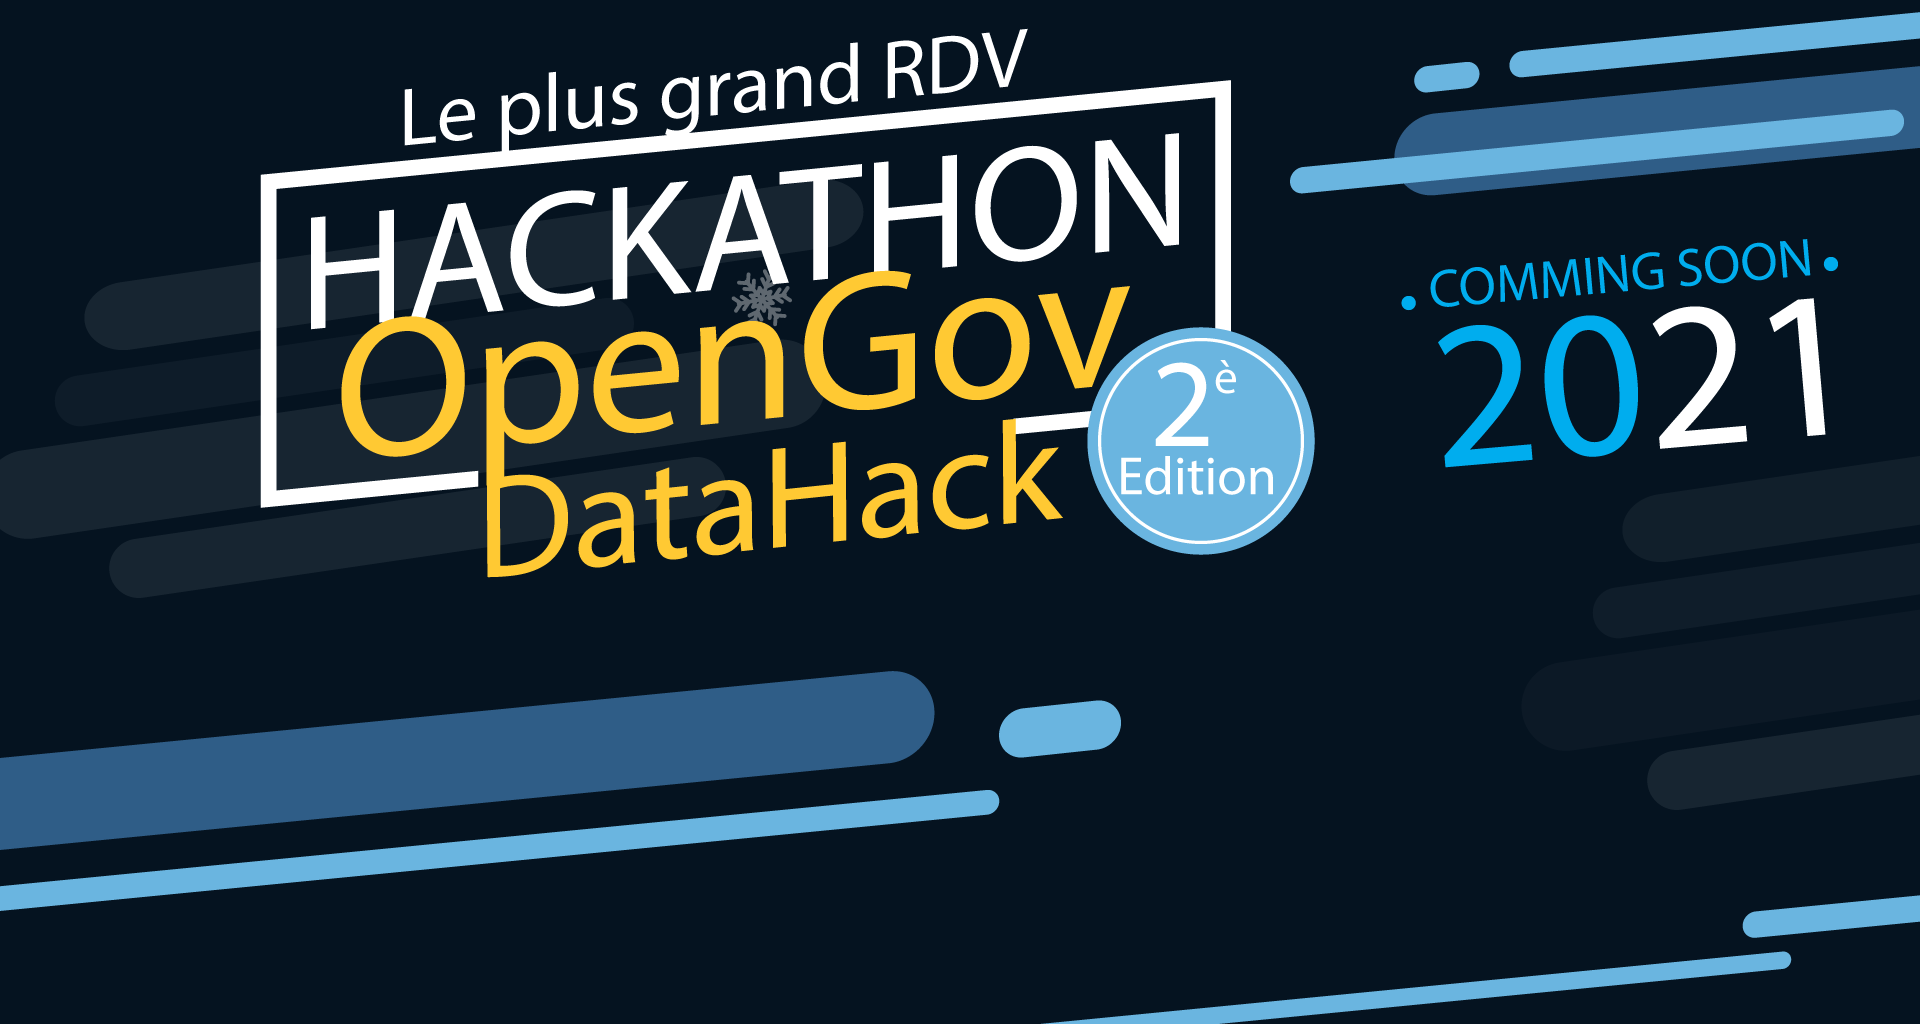 Le plus grand RDV
HACKATHON
OpenGov
DataHack
2è
Edition
• COMMING SOON •
2021